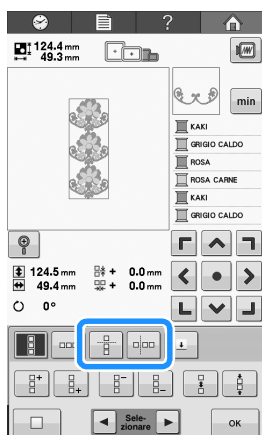 ?
124.4 mm
49.3 mm
min
KAKI
GRIGIO CALDO
ROSA
ROSA CARNE
KAKI
GRIGIO CALDO
124.5 mm + 0.0 mm
49.4 mm + 0.0 mm
0°
Sele-
zionare
OK